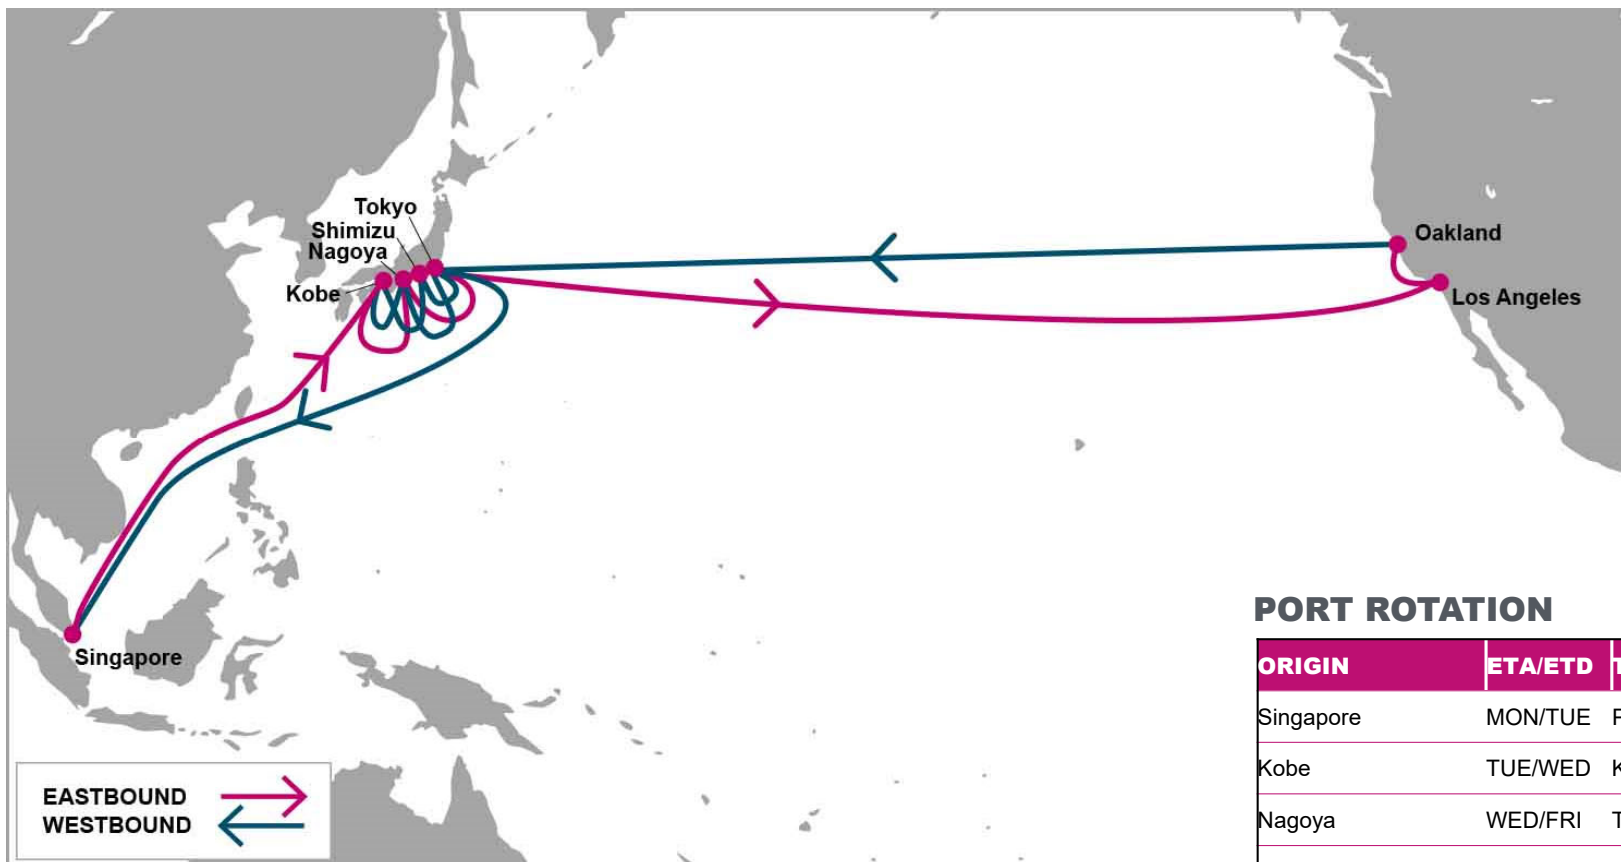 Tokyo
Shimizu
Nagoya
Kobe
Oakland
Los Angeles
Singapore
EASTBOUND
WESTBOUND
PORT ROTATION
ORIGIN ETA/ETD
Singapore MON/TUE
Kobe TUE/WED
Nagoya WED/FRI